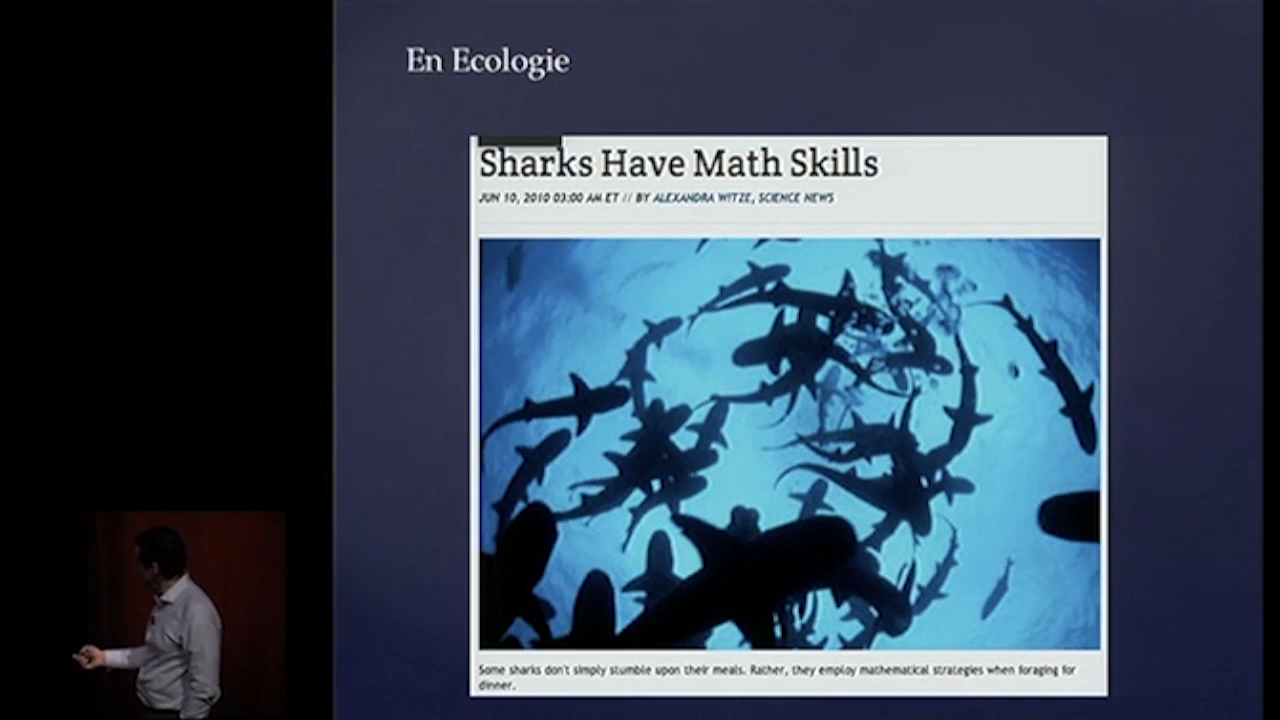 En Ecologie
Sharks Have Math Skills
JUN 10, 2010 03:00 AM ET // BY ALEXANDRA WITZE, SCIENCE NEWS
Some sharks don't simply stumble upon their meals. Rather, they employ mathematical strategies when foraging for
dinner.